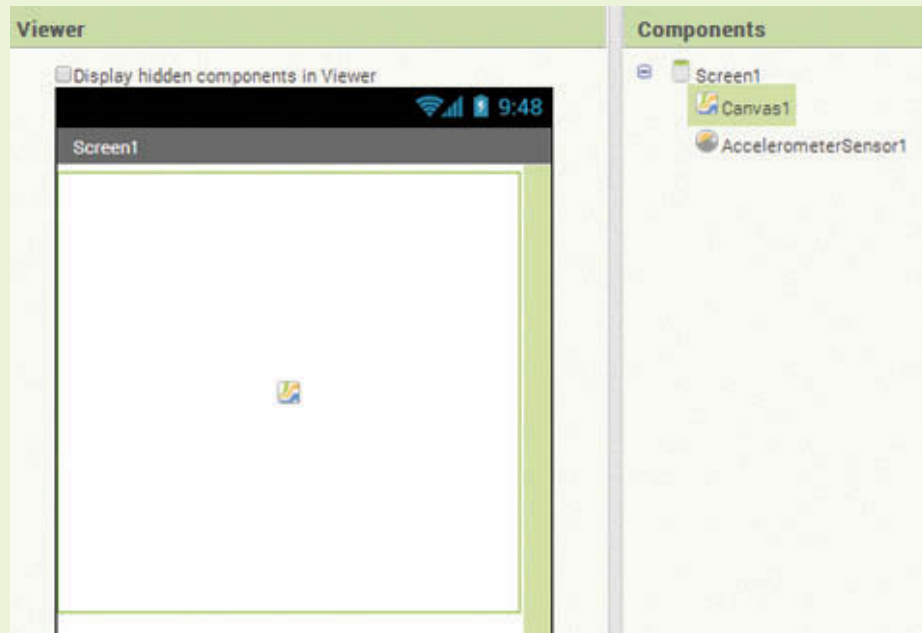 Viewer
Display hidden components in Viewer
9:48
Screen1
Components
Screen1
Canvas1
AccelerometerSensor1